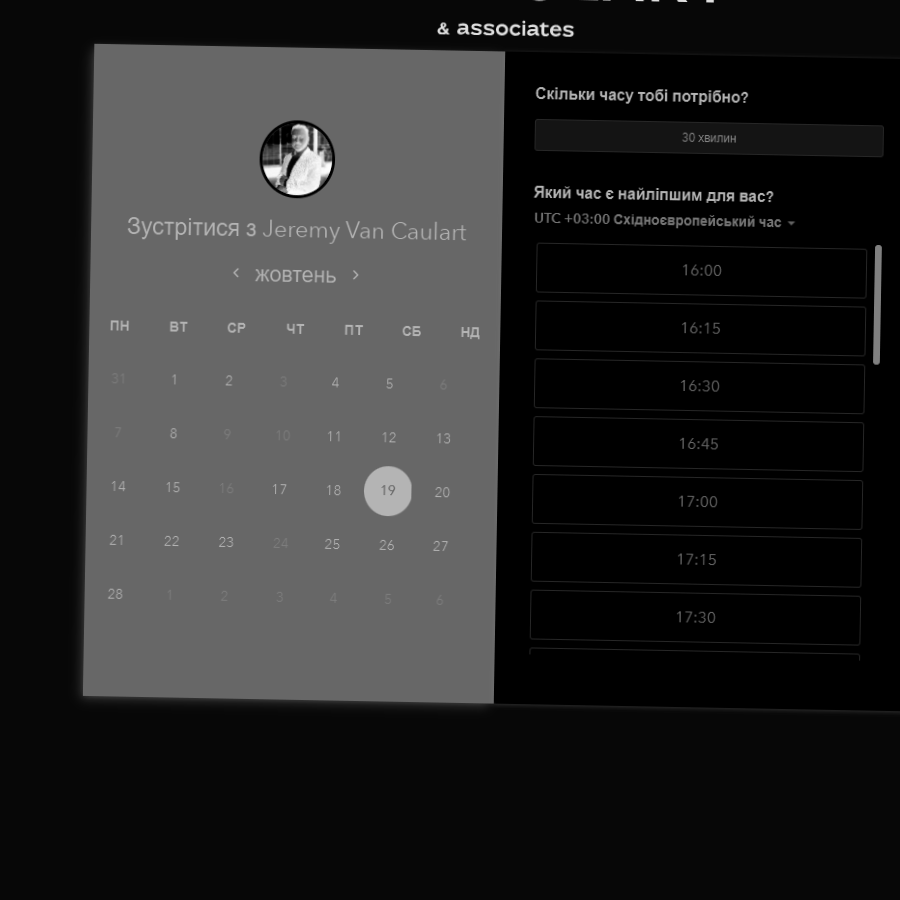 & associates
Зустрітися з Jeremy Van Caulart
жовтень
ПН ВТ СР ЧТ ПТ СБ НД
31 1 2 3 4 5 6
7 8 9 10 11 12 13
14 15 16 17 18 19 20
21 22 23 24 25 26 27
28 1 2 3 4 5 6
Скільки часу тобі потрібно?
30 хвилин
Який час є найліпшим для вас?
UTC +03:00 Східноєвропейський час
16:00
16:15
16:30
16:45
17:00
17:15
17:30